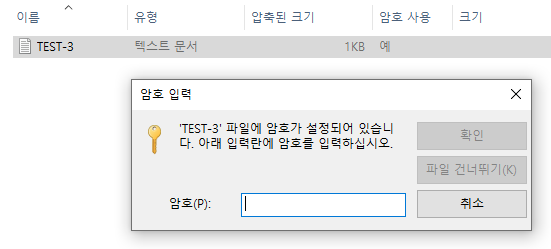 이름 유형 압축된 크기 암호 사용 크기
TEST-3 텍스트 문서 1KB 예
암호 입력
'TEST-3' 파일에 암호가 설정되어 있습니
다. 아래 입력란에 암호를 입력하십시오.
확인
파일 건너뛰기(K)
암호(P):
취소